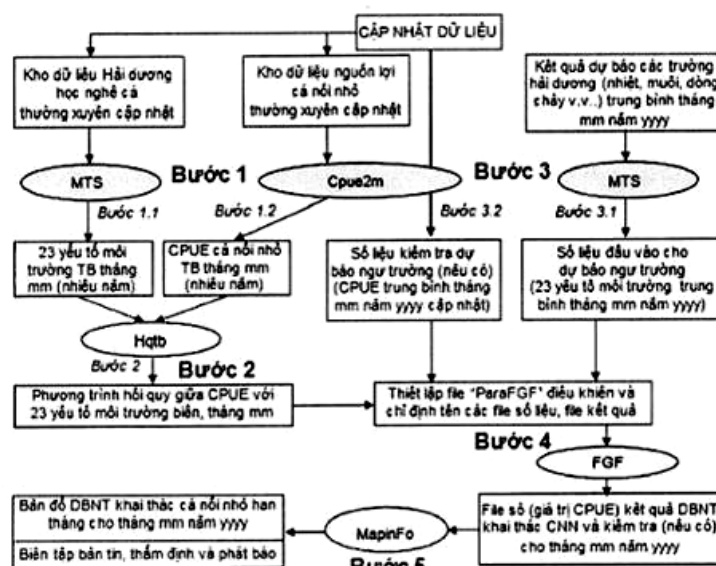 CẬP NHẬT DỮ LIỆU
Kho dữ liệu Hải dương
học nghề cá
thường xuyên cập nhật
Kho dữ liệu nguồn lợi
cá nổi nhỏ
thường xuyên cập nhật
Kết quả dự báo các trường
hải dương (nhiệt, muối, dòng
chảy v.v..) trung bình tháng
mm năm yyyy
MTS
Bước 1
Cpue2m
Bước 3
MTS
Bước 1.1
Bước 1.2
Bước 3.2
Bước 3.1
23 yếu tố môi
trường TB tháng
mm (nhiều năm)
CPUE cá nổi nhỏ
TB tháng mm
(nhiều năm)
Số liệu kiểm tra dự
báo ngư trường (nếu có)
(CPUE trung bình tháng
mm năm yyyy cập nhật)
Số liệu đầu vào cho
dự báo ngư trường
(23 yếu tố môi trường trung
bình tháng mm năm yyyy)
Hqtb
Bước 2
Bước 2
Phương trình hồi quy giữa CPUE với
23 yếu tố môi trường biển, tháng mm
Thiết lập file "ParaFGF" điều khiển và
chỉ định tên các file số liệu, file kết quả
Bước 4
FGF
Bản đồ DBNT khai thác cá nổi nhỏ hạn
tháng cho tháng mm năm yyyy
Biên tập bản tin, thẩm định và phát báo
MapinFo
File số (giá trị CPUE) kết quả DBNT
khai thác CNN và kiểm tra (nếu có)
cho tháng mm năm yyyy
Bước 5